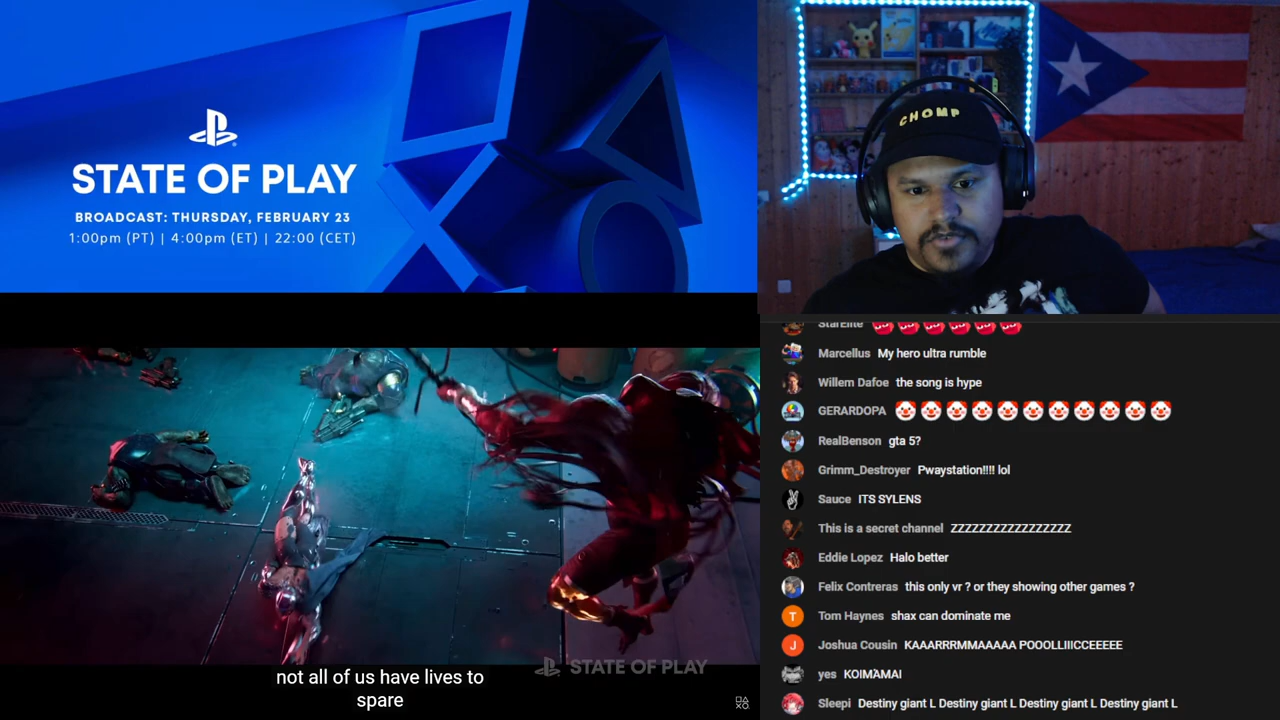 STATE OF PLAY
BROADCAST: THURSDAY, FEBRUARY 23
1:00pm (PT) | 4:00pm (ET) | 22:00 (CET)
CHOMP
StarElite
Marcellus My hero ultra rumble
Willem Dafoe the song is hype
GERARDOPA
RealBenson gta 5?
Grimm_Destroyer Pwaystation!!!! lol
Sauce ITS SYLENS
This is a secret channel ZZZZZZZZZZZZZZZZZ
Eddie Lopez Halo better
Felix Contreras this only vr ? or they showing other games ?
T Tom Haynes shax can dominate me
J Joshua Cousin KAAARRRMMAAAAA POOOLLIIICCEEEEE
yes KOIMAMAI
Sleepi Destiny giant L Destiny giant L Destiny giant L Destiny giant L
STATE OF PLAY
not all of us have lives to
spare